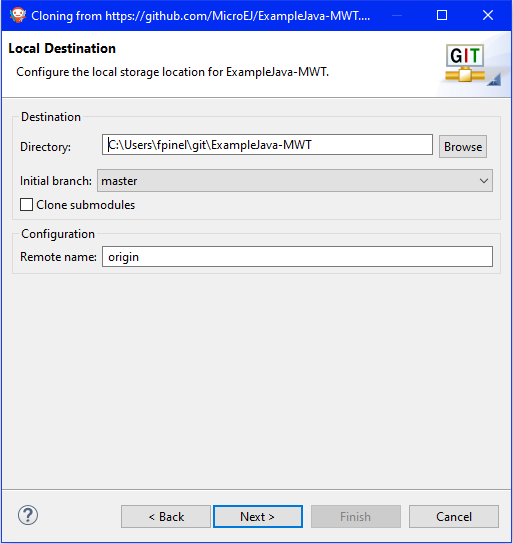 Cloning from https://github.com/MicroEJ/ExampleJava-MWT....
Local Destination
Configure the local storage location for ExampleJava-MWT.
GIT
Destination
Directory: C:\Users\fpinel\git\ExampleJava-MWT Browse
Initial branch: master
Clone submodules
Configuration
Remote name: origin
? < Back Next > Finish Cancel